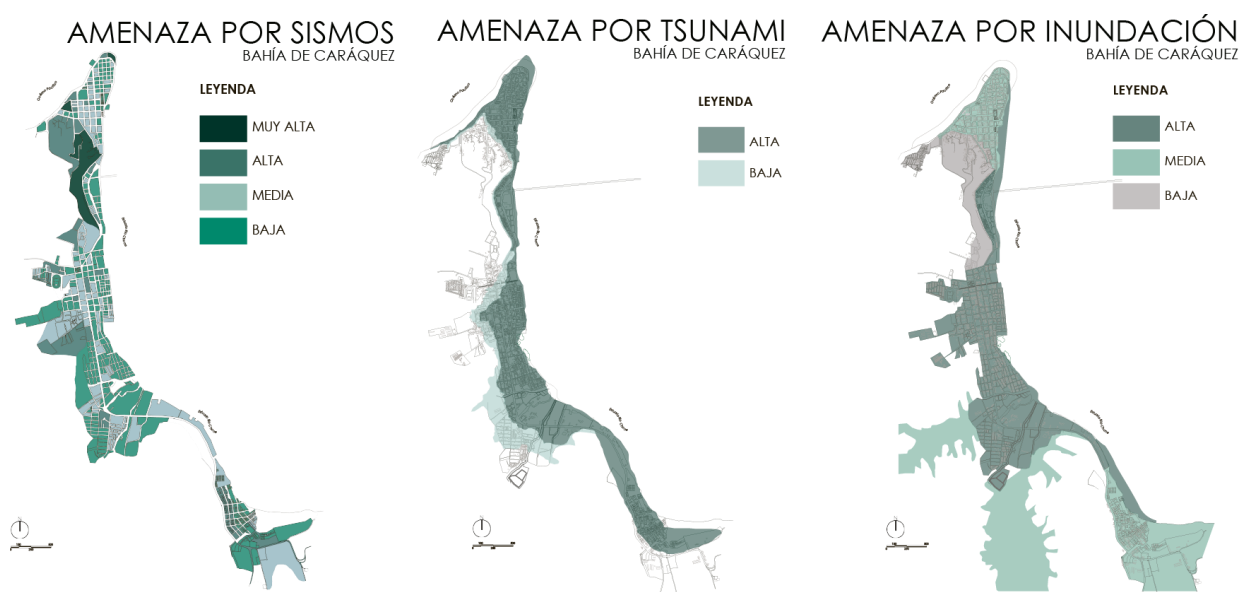 AMENAZA POR SISMOS
BAHÍA DE CARÁQUEZ
LEYENDA
MUY ALTA
ALTA
MEDIA
BAJA
AMENAZA POR TSUNAMI
BAHÍA DE CARÁQUEZ
LEYENDA
ALTA
BAJA
AMENAZA POR INUNDACIÓN
BAHÍA DE CARÁQUEZ
LEYENDA
ALTA
MEDIA
BAJA